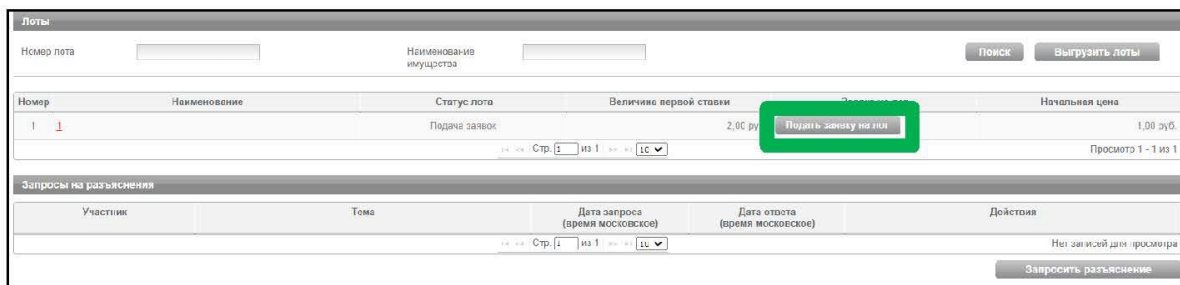 Лоты
Номер лота Наименование имущества Поиск Выгрузить лоты
Номер Наименование Статус лота Величина первой ставки Начальная цена
1 1 Подача заявок 2,00 ру Подать заявку на лот 1,00 руб.
Стр. 1 из 1 10 Просмотр 1 - 1 из 1
Запросы на разъяснения
Участник Тема Дата запроса (время московское) Дата ответа (время московское) Действия
Стр. 1 из 1 10 Нет записей для просмотра
Запросить разъяснение